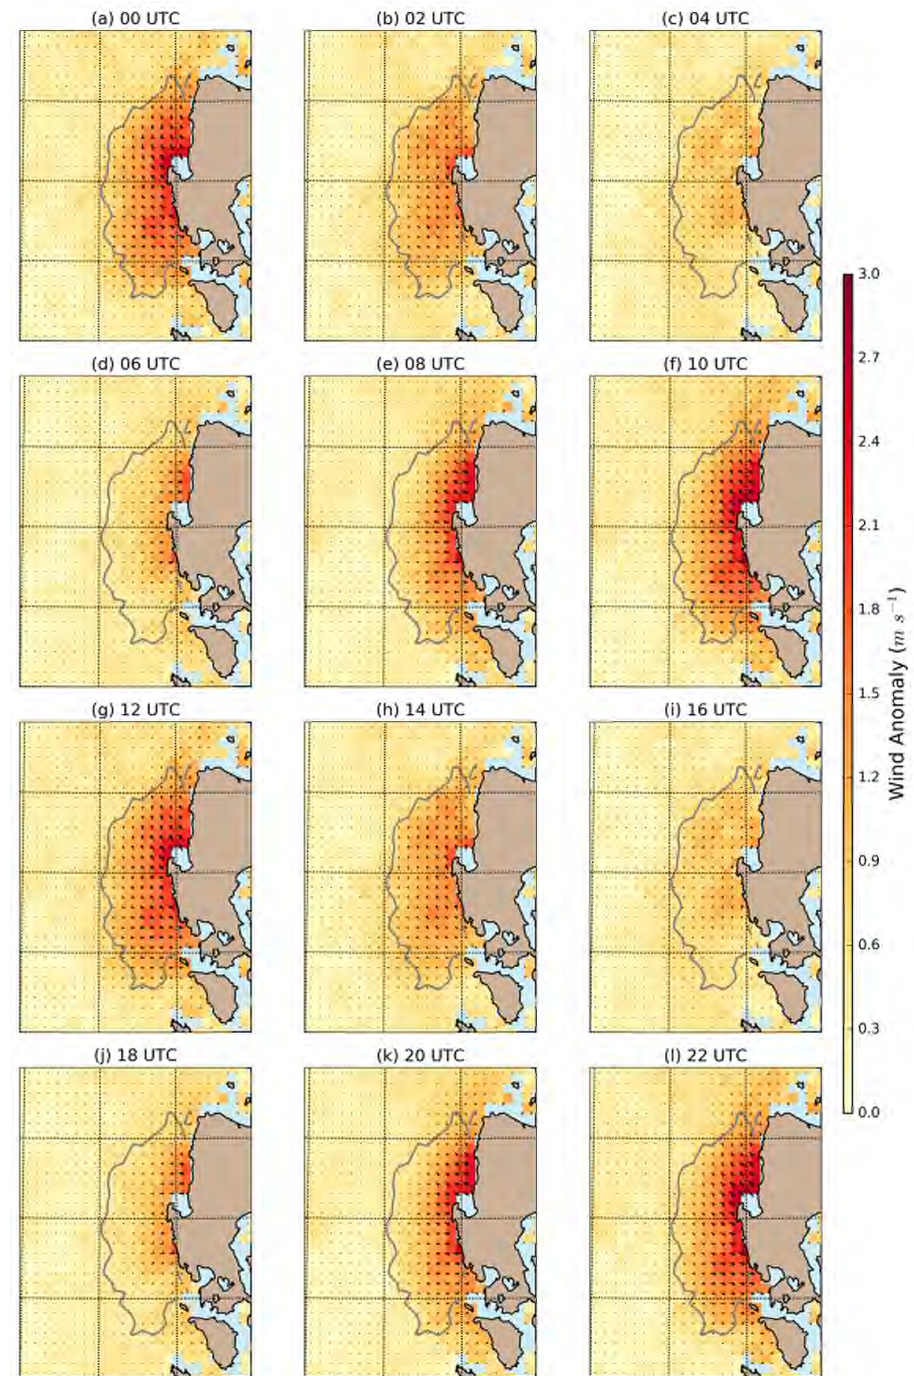 (a) 00 UTC
(b) 02 UTC
(c) 04 UTC
(d) 06 UTC
(e) 08 UTC
(f) 10 UTC
(g) 12 UTC
(h) 14 UTC
(i) 16 UTC
(j) 18 UTC
(k) 20 UTC
(l) 22 UTC
3.0
2.7
2.4
2.1
1.8
1.5
1.2
0.9
0.6
0.3
0.0
Wind Anomaly (m s⁻¹)